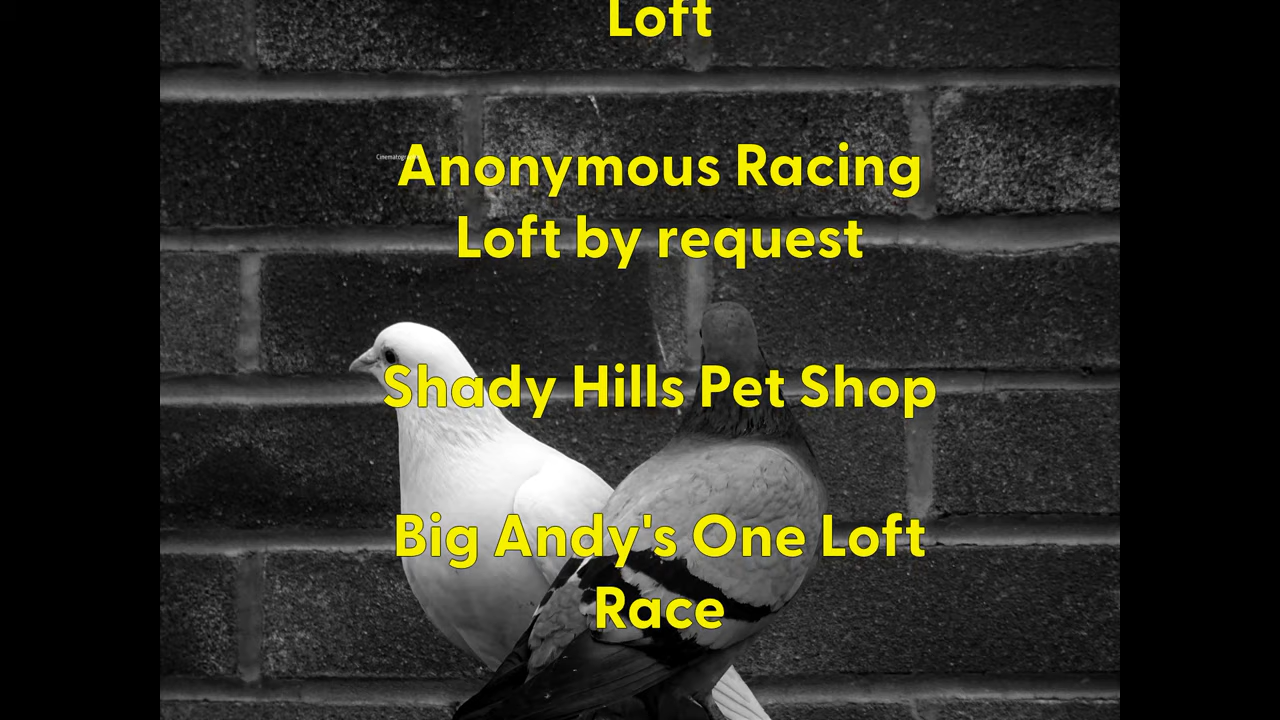 Loft
Anonymous Racing
Loft by request
Shady Hills Pet Shop
Big Andy's One Loft
Race